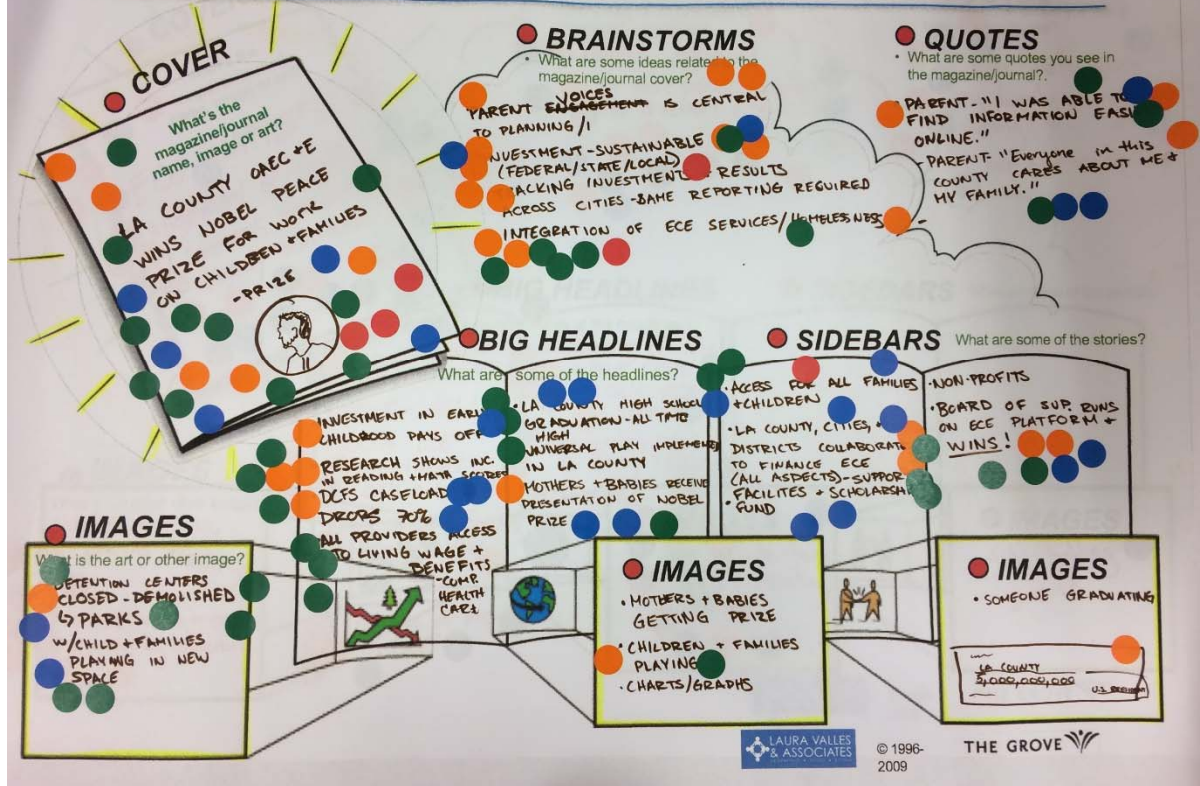 COVER
What's the
magazine/journal
name, image or art?
LA COUNTY OAEC+E
WINS NOBEL PEACE
PRIZE FOR WORK
ON CHILDREN + FAMILIES
-PRIZE
BRAINSTORMS
• What are some ideas related to the
magazine/journal cover?
VOICES
PARENT ENGAGEMENT IS CENTRAL
TO PLANNING/
INVESTMENT-SUSTAINABLE
(FEDERAL/STATE/LOCAL)
TRACKING INVESTMENT RESULTS
ACROSS CITIES -SAME REPORTING REQUIRED
INTEGRATION OF ECE SERVICES/HOMELESSNESS
QUOTES
• What are some quotes you see in
the magazine/journal?.
• PARENT- "I WAS ABLE TO
FIND INFORMATION EASI
ONLINE."
- PARENT- "Everyone in this
COUNTY CARES ABOUT ME +
MY FAMILY."
BIG HEADLINES
What are some of the headlines?
INVESTMENT IN EARLY
CHILDHOOD PAYS OFF
RESEARCH SHOWS INC.
IN READING + MATH SCORES
DCFS CASELOAD
DROPS 70%
ALL PROVIDERS ACCESS
TO LIVING WAGE +
BENEFITS
-COMP
HEALTH
CARE
• LA COUNTY HIGH SCHOOL
GRADUATION-ALL TIME
HIGH
UNIVERSAL PLAY IMPLEMENTE
IN LA COUNTY
MOTHERS + BABIES RECEIVE
PRESENTATION OF NOBEL
PRIZE
SIDEBARS
What are some of the stories?
• ACCESS FOR ALL FAMILIES
+ CHILDREN
• LA COUNTY, CITIES, +
DISTRICTS COLLABORAT
TO FINANCE ECE
(ALL ASPECTS)-SUPPOR
FACILITES + SCHOLARSH
• FUND
• NON-PROFITS
• BOARD OF SUP. RUNS
ON ECE PLATFORM +
WINS!
IMAGES
What is the art or other image?
DETENTION CENTERS
CLOSED - DEMOLISHED
↳ PARKS
W/CHILD + FAMILIES
PLAYING IN NEW
SPACE
IMAGES
• MOTHERS + BABIES
GETTING PRIZE
• CHILDREN + FAMILIES
PLAYING
• CHARTS/GRAPHS
IMAGES
• SOMEONE GRADUATING
LA COUNTY
5,000,000,000
LAURA VALLES
& ASSOCIATES
© 1996-
2009
THE GROVE